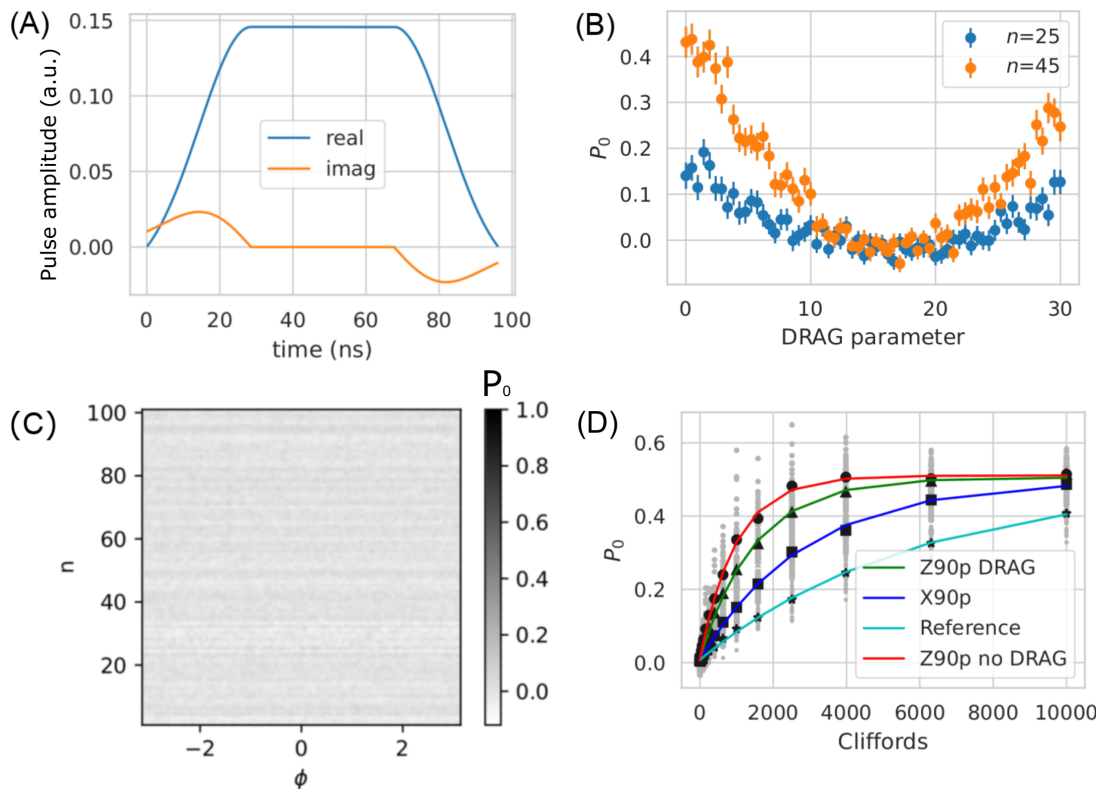 (A)
0.15
0.10
0.05
0.00
Pulse amplitude (a.u.)
real
imag
0 20 40 60 80 100
time (ns)
(B)
n=25
n=45
0.4
0.3
0.2
0.1
0.0
P0
0 10 20 30
DRAG parameter
(C)
P0
100
80
60
40
20
n
−2 0 2
ϕ
1.0
0.8
0.6
0.4
0.2
0.0
(D)
0.6
0.4
0.2
0.0
P0
Z90p DRAG
X90p
Reference
Z90p no DRAG
0 2000 4000 6000 8000 10000
Cliffords